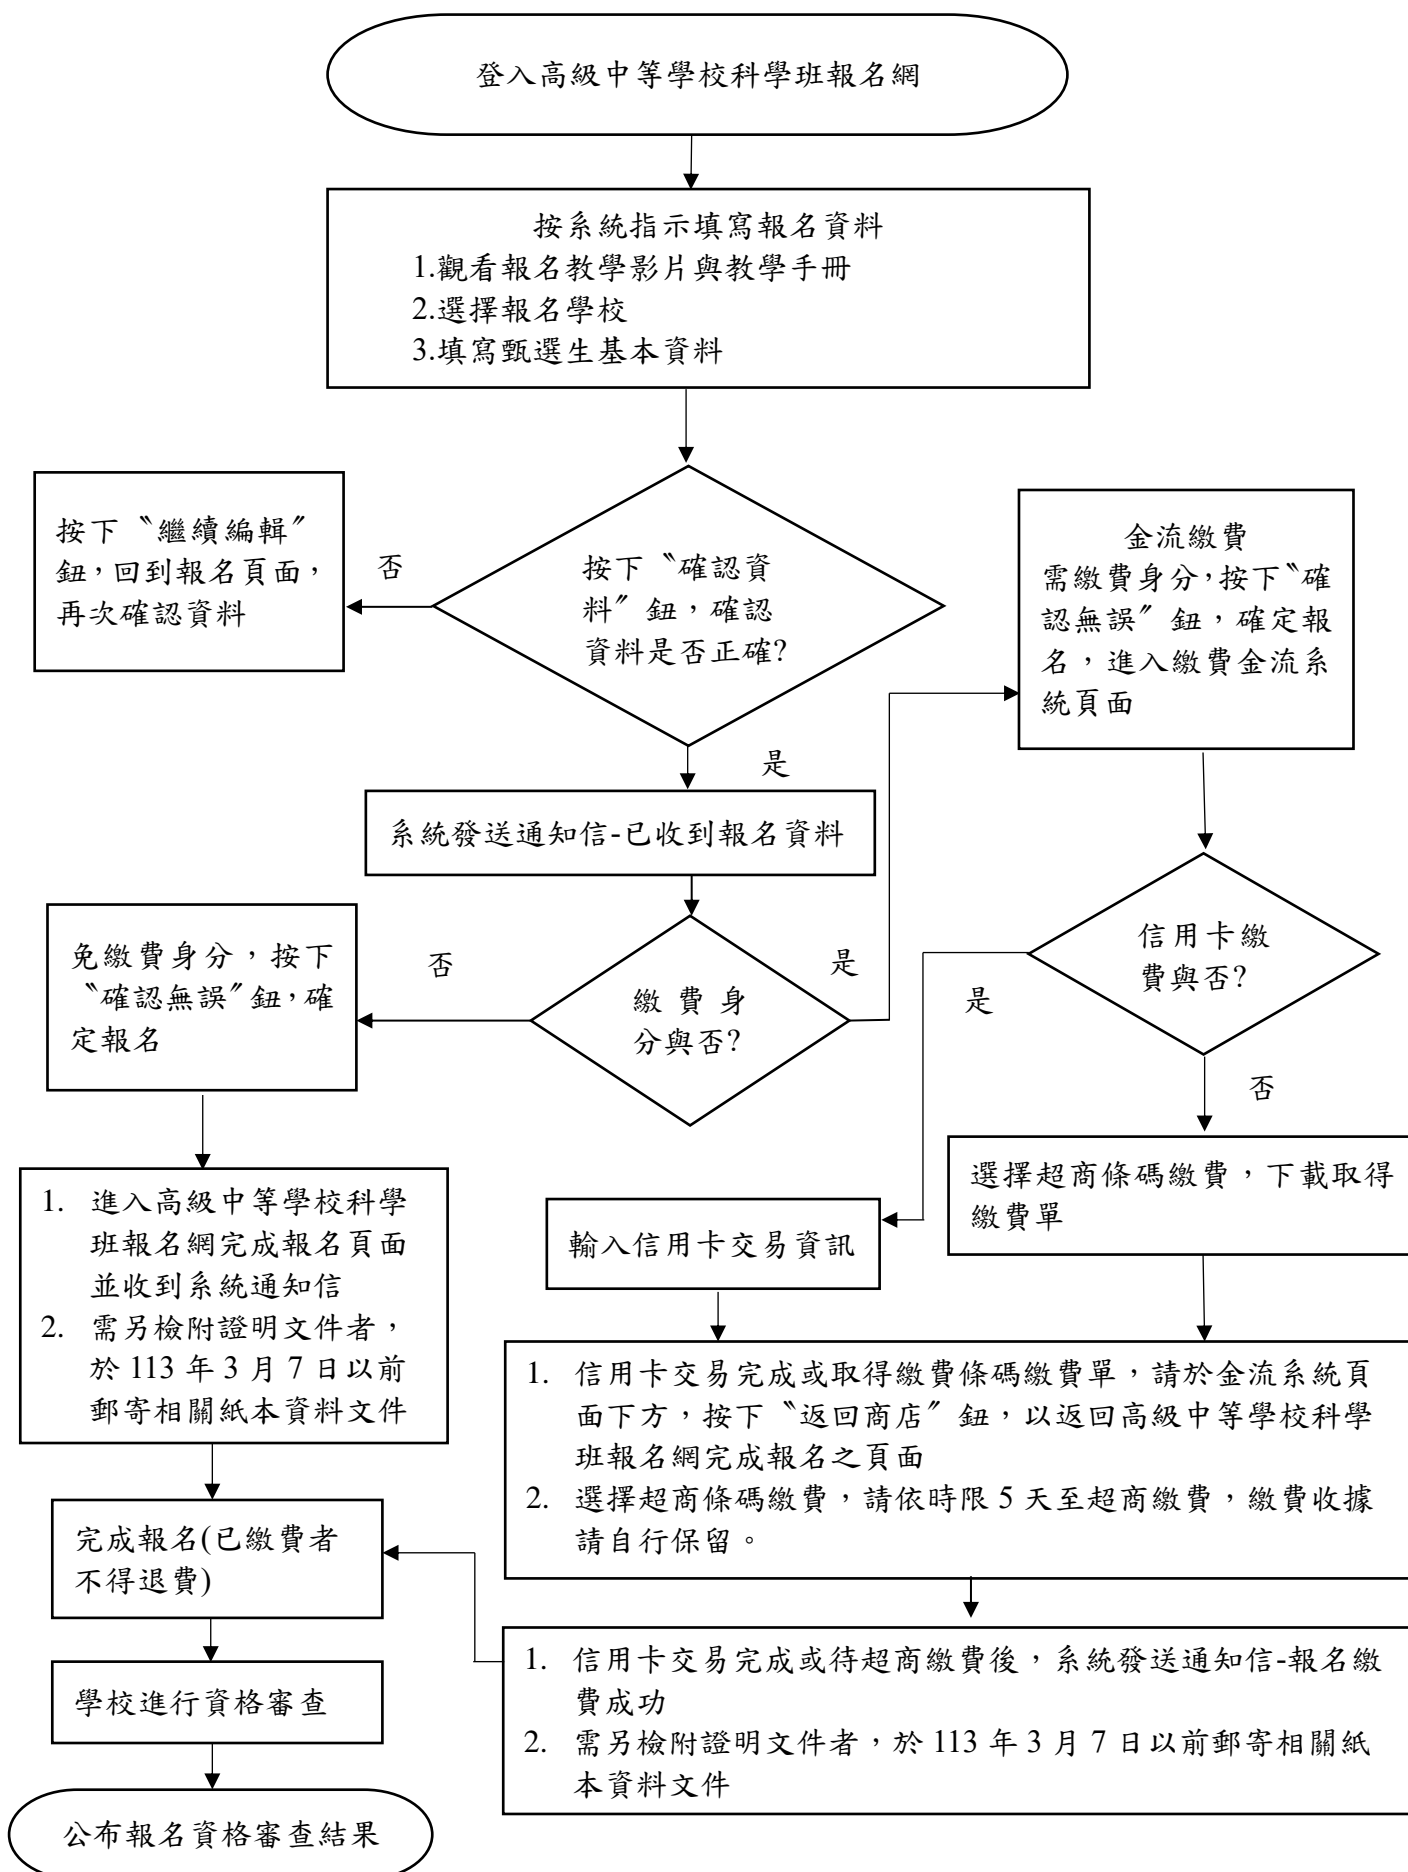 登入高級中等學校科學班報名網
按系統指示填寫報名資料
1.觀看報名教學影片與教學手冊
2.選擇報名學校
3.填寫甄選生基本資料
按下〝繼續編輯〞
鈕，回到報名頁面，
再次確認資料
否
按下〝確認資
料〞鈕，確認
資料是否正確?
金流繳費
需繳費身分，按下〝確
認無誤〞鈕，確定報
名，進入繳費金流系
統頁面
是
系統發送通知信-已收到報名資料
免繳費身分，按下
〝確認無誤〞鈕，確
定報名
否
繳費身
分與否?
是
信用卡繳
費與否?
是
否
選擇超商條碼繳費，下載取得
繳費單
輸入信用卡交易資訊
1. 進入高級中等學校科學
班報名網完成報名頁面
並收到系統通知信
2. 需另檢附證明文件者，
於 113 年 3 月 7 日以前
郵寄相關紙本資料文件
1. 信用卡交易完成或取得繳費條碼繳費單，請於金流系統頁
面下方，按下〝返回商店〞鈕，以返回高級中等學校科學
班報名網完成報名之頁面
2. 選擇超商條碼繳費，請依時限 5 天至超商繳費，繳費收據
請自行保留。
完成報名(已繳費者
不得退費)
1. 信用卡交易完成或待超商繳費後，系統發送通知信-報名繳
費成功
2. 需另檢附證明文件者，於 113 年 3 月 7 日以前郵寄相關紙
本資料文件
學校進行資格審查
公布報名資格審查結果